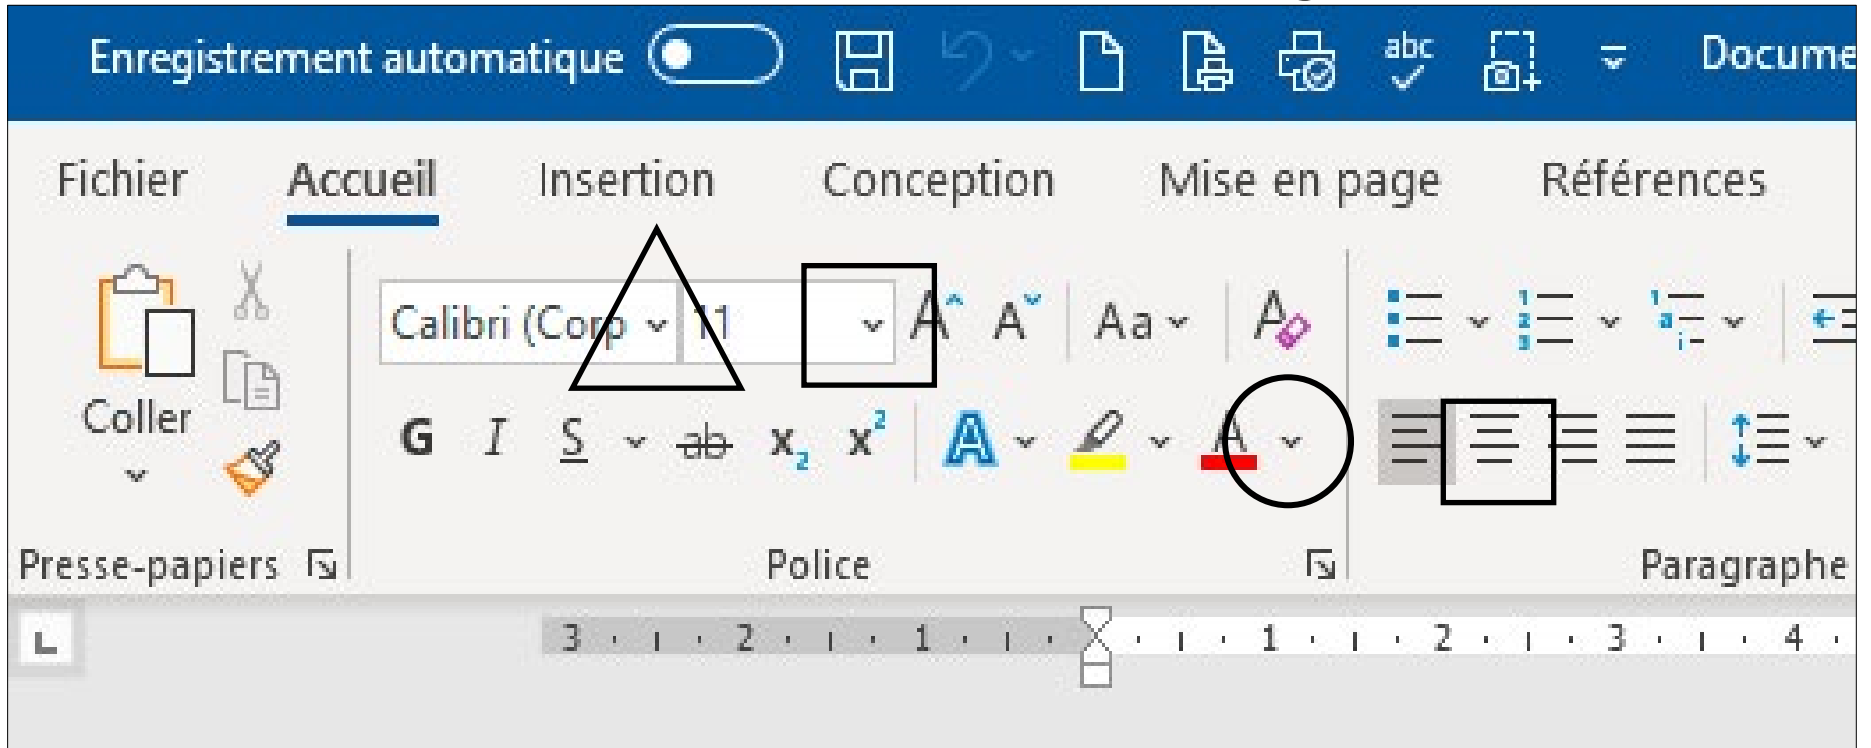 Enregistrement automatique abc Docume
Fichier Accueil Insertion Conception Mise en page Références
Calibri (Corp 11 A A Aa A
Coller
G I S ab x₂ x² A A
Presse-papiers Police Paragraphe
L 3 2 1 1 2 3 4